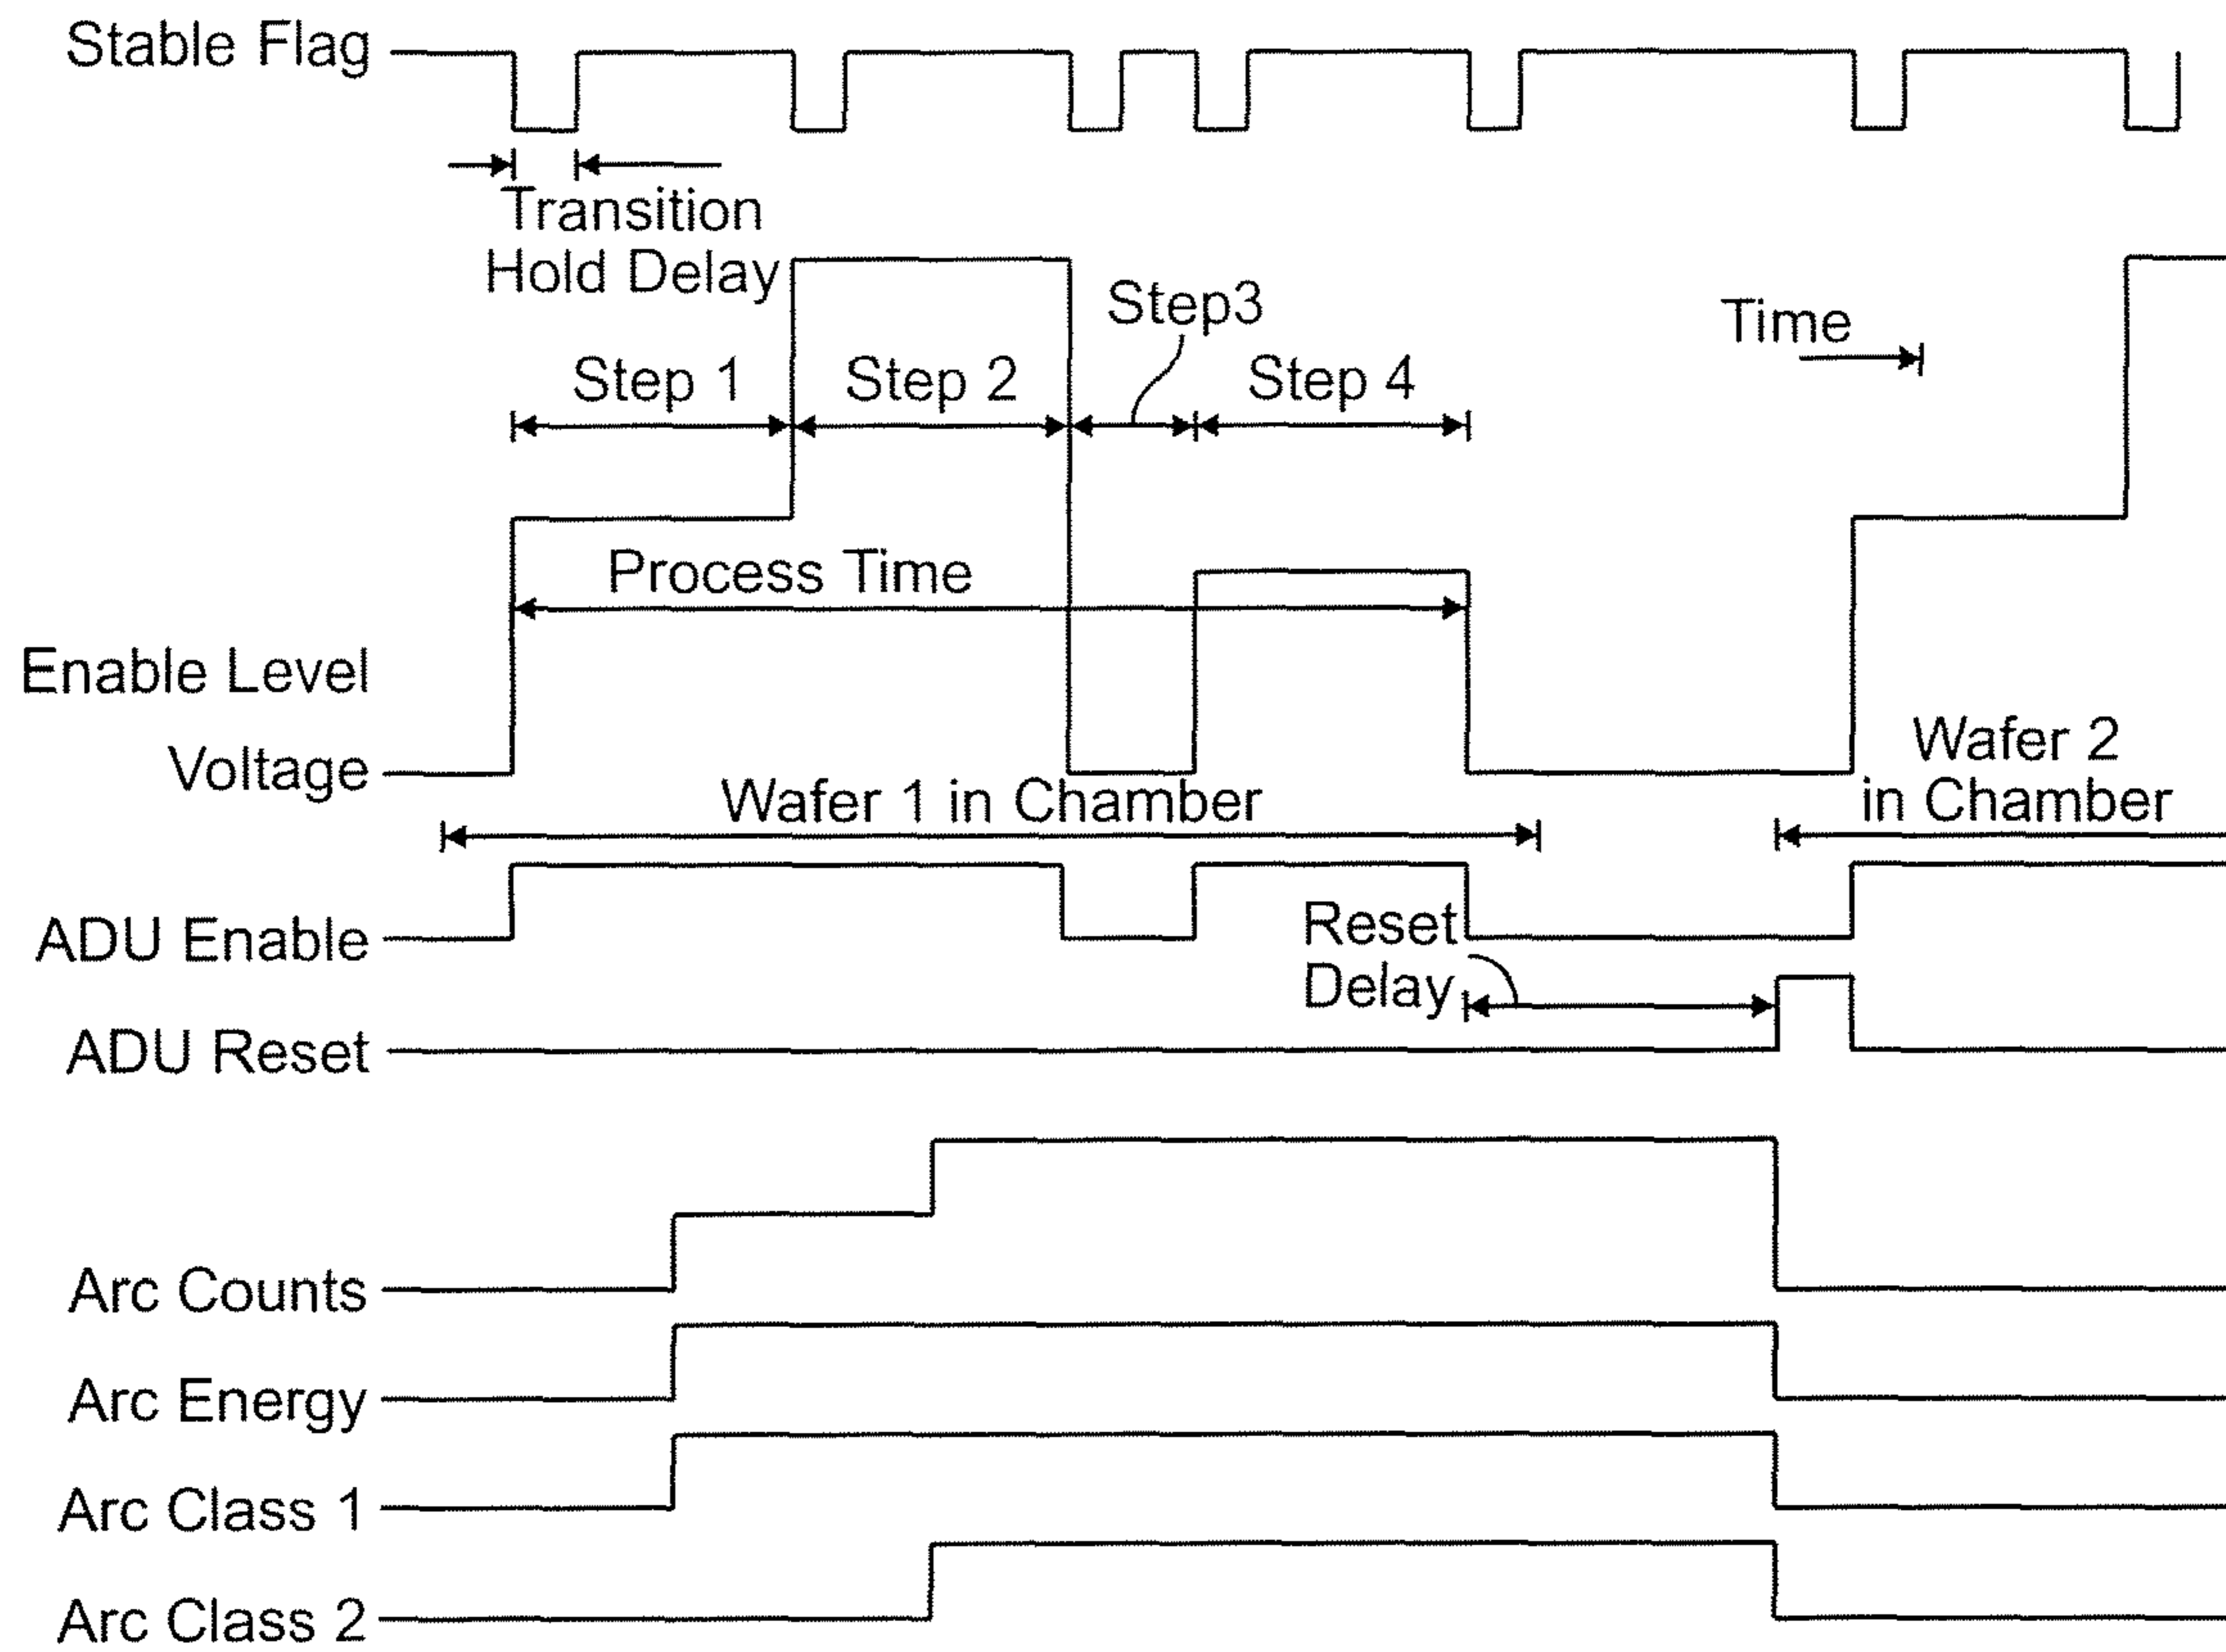 Stable Flag
Transition
Hold Delay
Step3
Time
Step 1
Step 2
Step 4
Process Time
Enable Level
Voltage
Wafer 2
in Chamber
Wafer 1 in Chamber
ADU Enable
Reset
Delay
ADU Reset
Arc Counts
Arc Energy
Arc Class 1
Arc Class 2